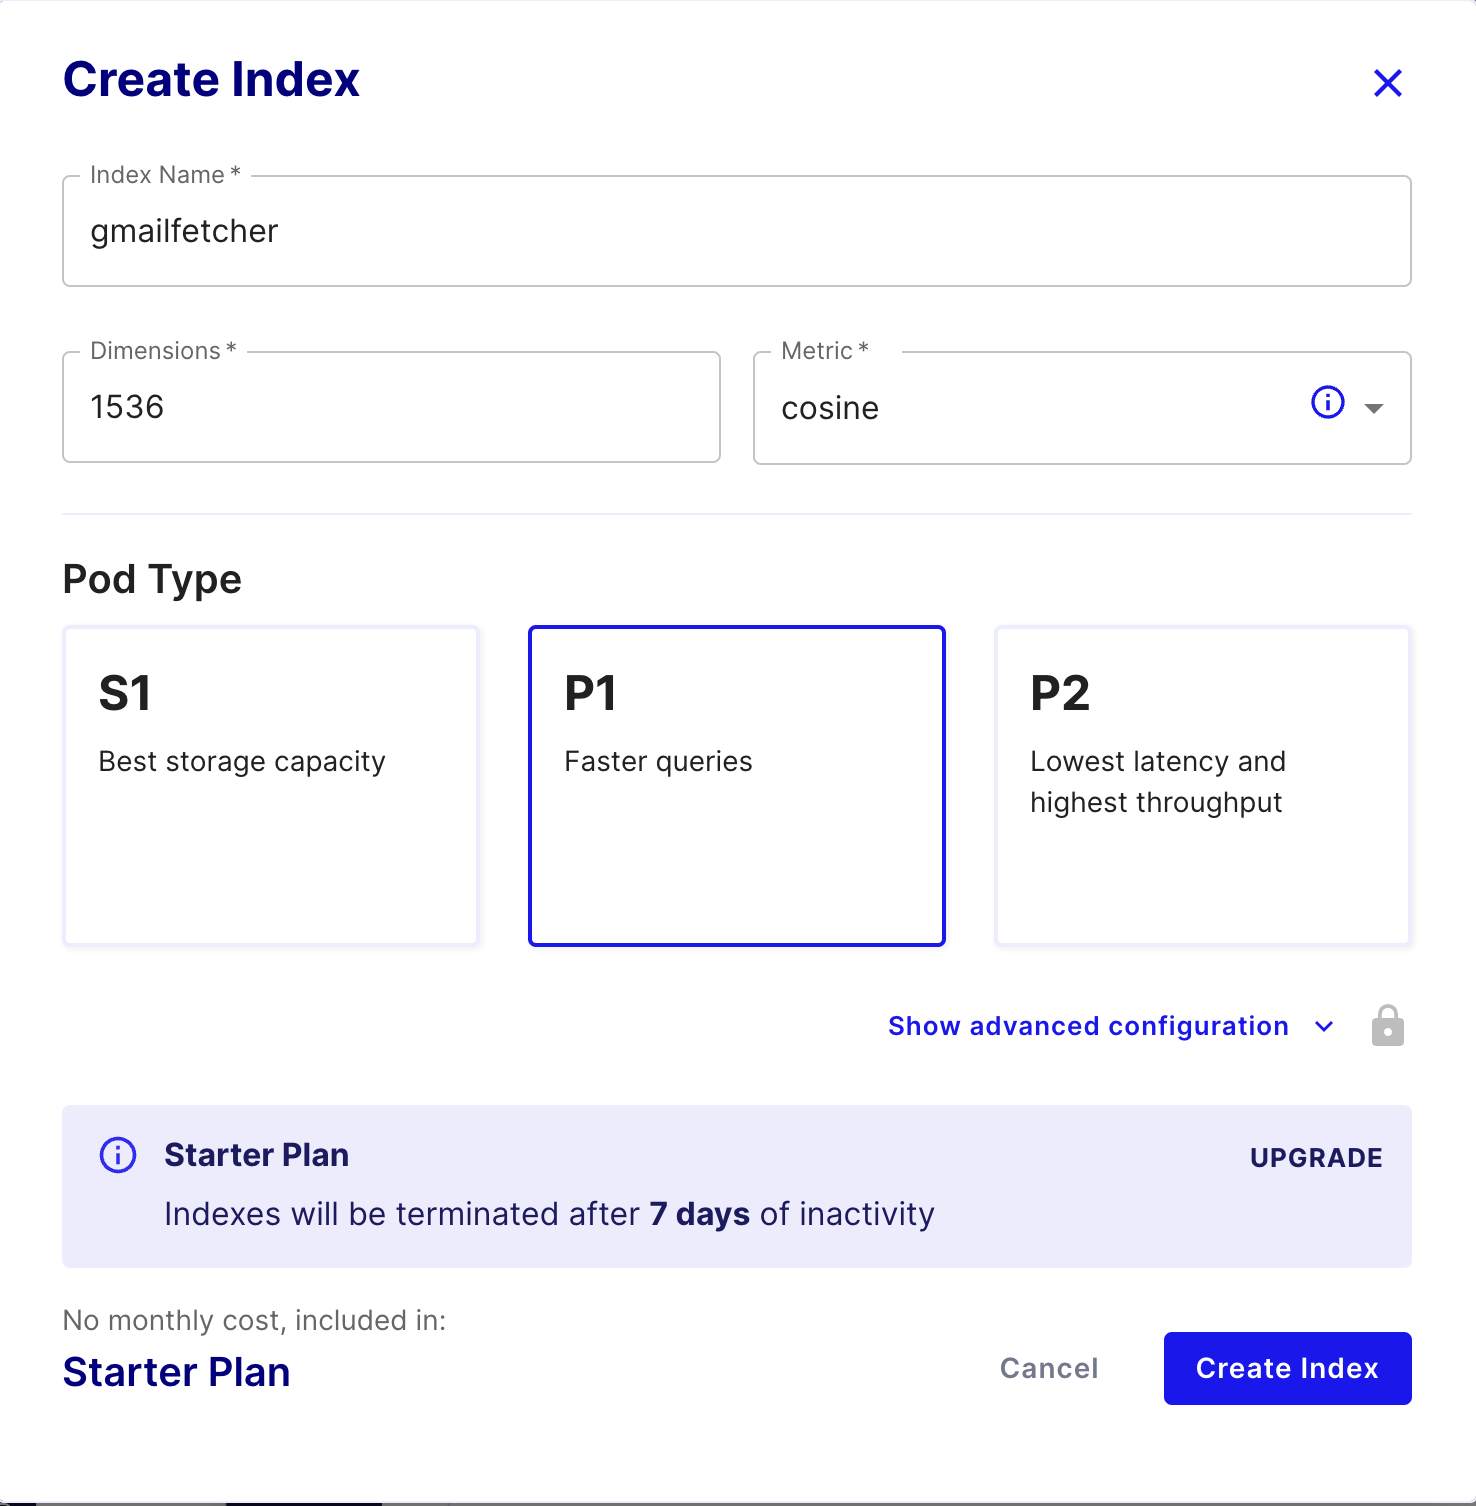 Create Index
Index Name *
gmailfetcher
Dimensions *
1536
Metric *
cosine
Pod Type
S1
Best storage capacity
P1
Faster queries
P2
Lowest latency and
highest throughput
Show advanced configuration
Starter Plan
UPGRADE
Indexes will be terminated after 7 days of inactivity
No monthly cost, included in:
Starter Plan
Cancel
Create Index